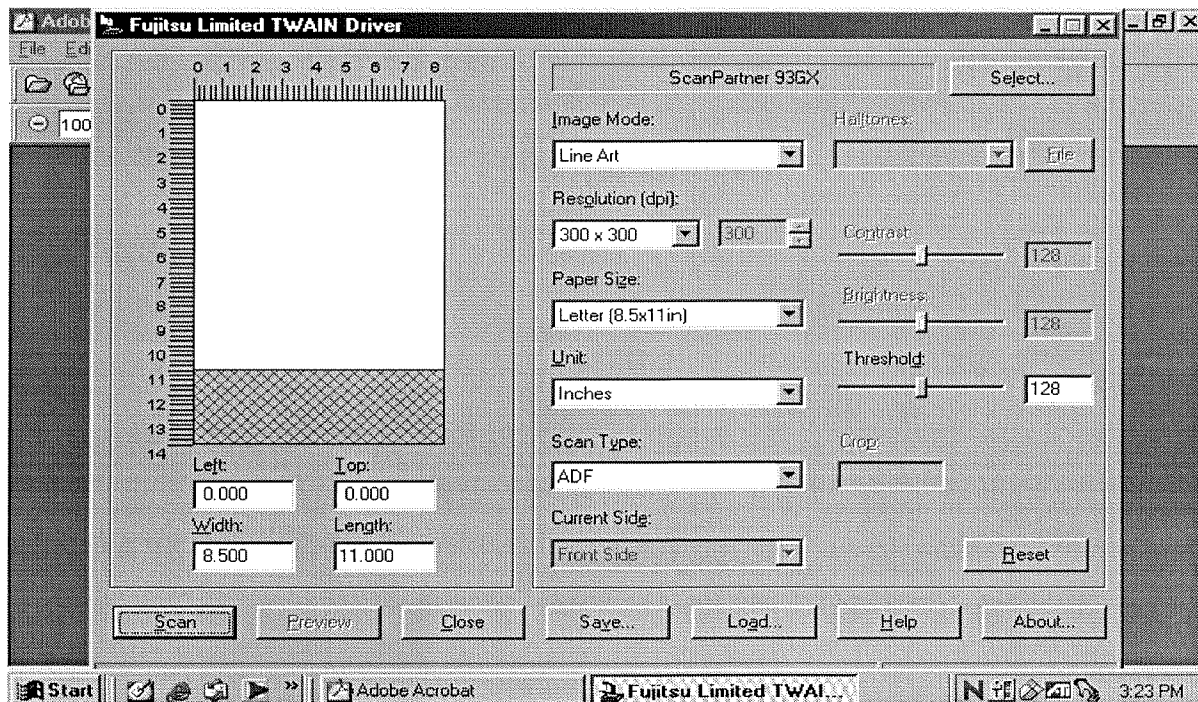 Adob
Fujitsu Limited TWAIN Driver
File Edi
100
0 1 2 3 4 5 6 7 8
0
1
2
3
4
5
6
7
8
9
10
11
12
13
14
Left: Top:
0.000 0.000
Width: Length:
8.500 11.000
ScanPartner 93GX Select...
Image Mode: Halftones:
Line Art File
Resolution (dpi):
300 x 300 300
Contrast:
128
Paper Size: Brightness:
Letter (8.5x11in) 128
Unit: Threshold:
Inches 128
Scan Type: Crop:
ADF
Current Side:
Front Side Reset
Scan Preview Close Save... Load... Help About...
Start Adobe Acrobat Fujitsu Limited TWAI... N 3:23 PM